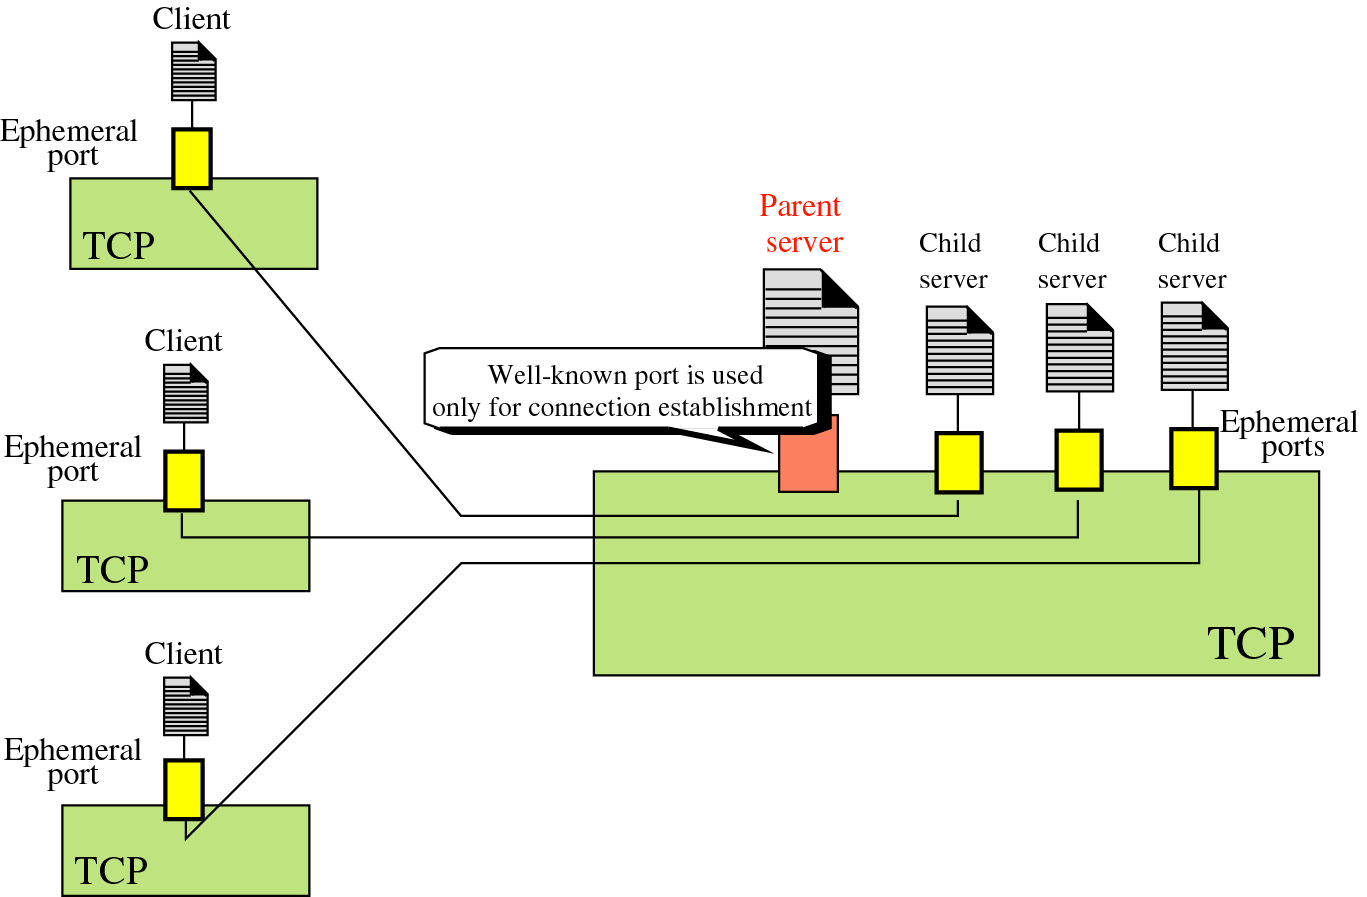 Client
Ephemeral
port
TCP
Parent
server
Child
server
Child
server
Child
server
Client
Well-known port is used
only for connection establishment
Ephemeral
ports
Ephemeral
port
TCP
TCP
Client
Ephemeral
port
TCP